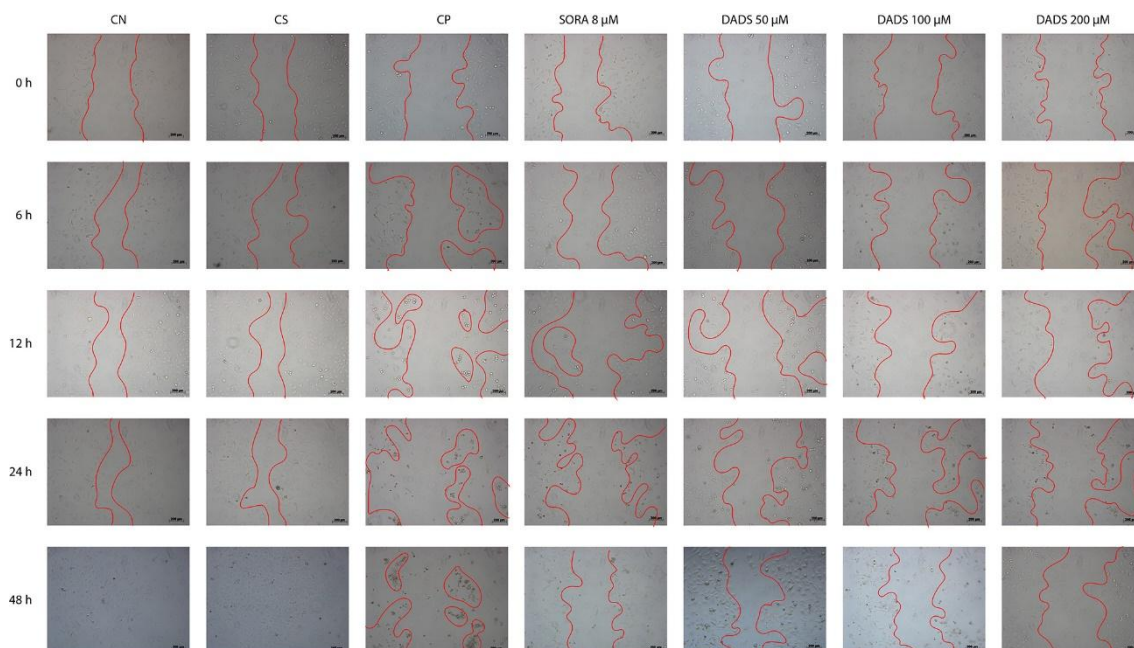 CN CS CP SORA 8 µM DADS 50 µM DADS 100 µM DADS 200 µM
0 h
6 h
12 h
24 h
48 h